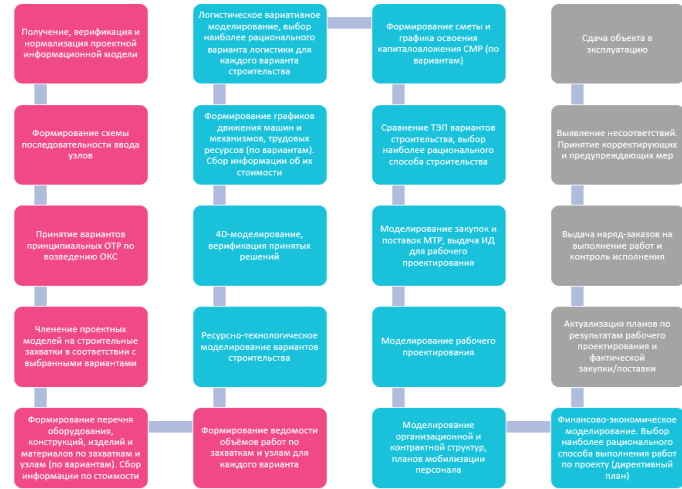 Получение, верификация и
нормализация проектной
информационной модели
Формирование схемы
последовательности ввода
узлов
Принятие вариантов
принципиальных ОТР по
возведению ОКС
Членение проектных
моделей на строительные
захватки в соответствии с
выбранными вариантами
Формирование перечня
оборудования,
конструкций, изделий и
материалов по захваткам и
узлам (по вариантам). Сбор
информации по стоимости
Формирование ведомости
объёмов работ по
захваткам и узлам для
каждого варианта
Ресурсно-технологическое
моделирование вариантов
строительства
4D-моделирование,
верификация принятых
решений
Формирование графиков
движения машин и
механизмов, трудовых
ресурсов (по вариантам).
Сбор информации об их
стоимости
Логистическое вариативное
моделирование, выбор
наиболее рационального
варианта логистики для
каждого варианта
строительства
Формирование сметы и
графика освоения
капиталовложения СМР (по
вариантам)
Сравнение ТЭП вариантов
строительства, выбор
наиболее рационального
способа строительства
Моделирование закупок и
поставок МТР, выдача ИД
для рабочего
проектирования
Моделирование рабочего
проектирования
Моделирование
организационной и
контрактной структур,
планов мобилизации
персонала
Финансово-экономическое
моделирование. Выбор
наиболее рационального
способа выполнения работ
по проекту (директивный
план)
Актуализация планов по
результатам рабочего
проектирования и
фактической
закупки/поставки
Выдача наряд-заказов на
выполнение работ и
контроль исполнения
Выявление несоответствий.
Принятие корректирующих
и предупреждающих мер
Сдача объекта в
эксплуатацию